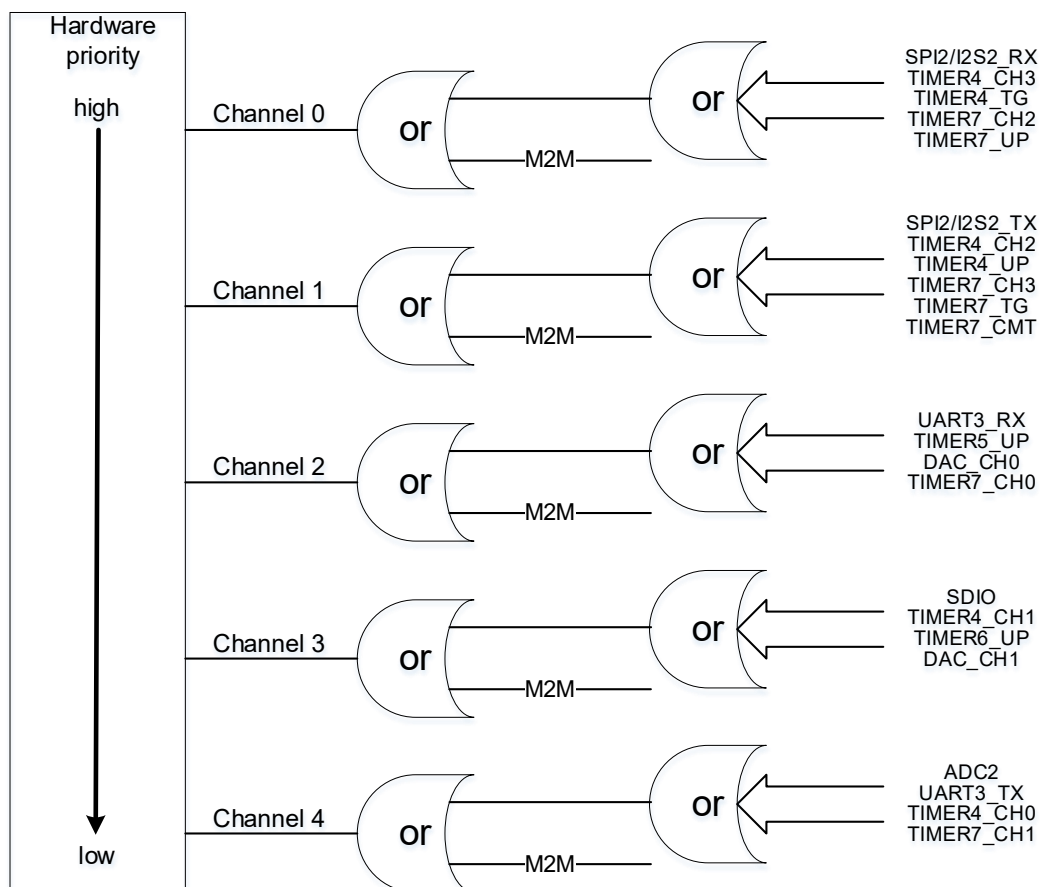 Hardware
priority
high
low
Channel 0
or
M2M
or
SPI2/I2S2_RX
TIMER4_CH3
TIMER4_TG
TIMER7_CH2
TIMER7_UP
Channel 1
or
M2M
or
SPI2/I2S2_TX
TIMER4_CH2
TIMER4_UP
TIMER7_CH3
TIMER7_TG
TIMER7_CMT
Channel 2
or
M2M
or
UART3_RX
TIMER5_UP
DAC_CH0
TIMER7_CH0
Channel 3
or
M2M
or
SDIO
TIMER4_CH1
TIMER6_UP
DAC_CH1
Channel 4
or
M2M
or
ADC2
UART3_TX
TIMER4_CH0
TIMER7_CH1